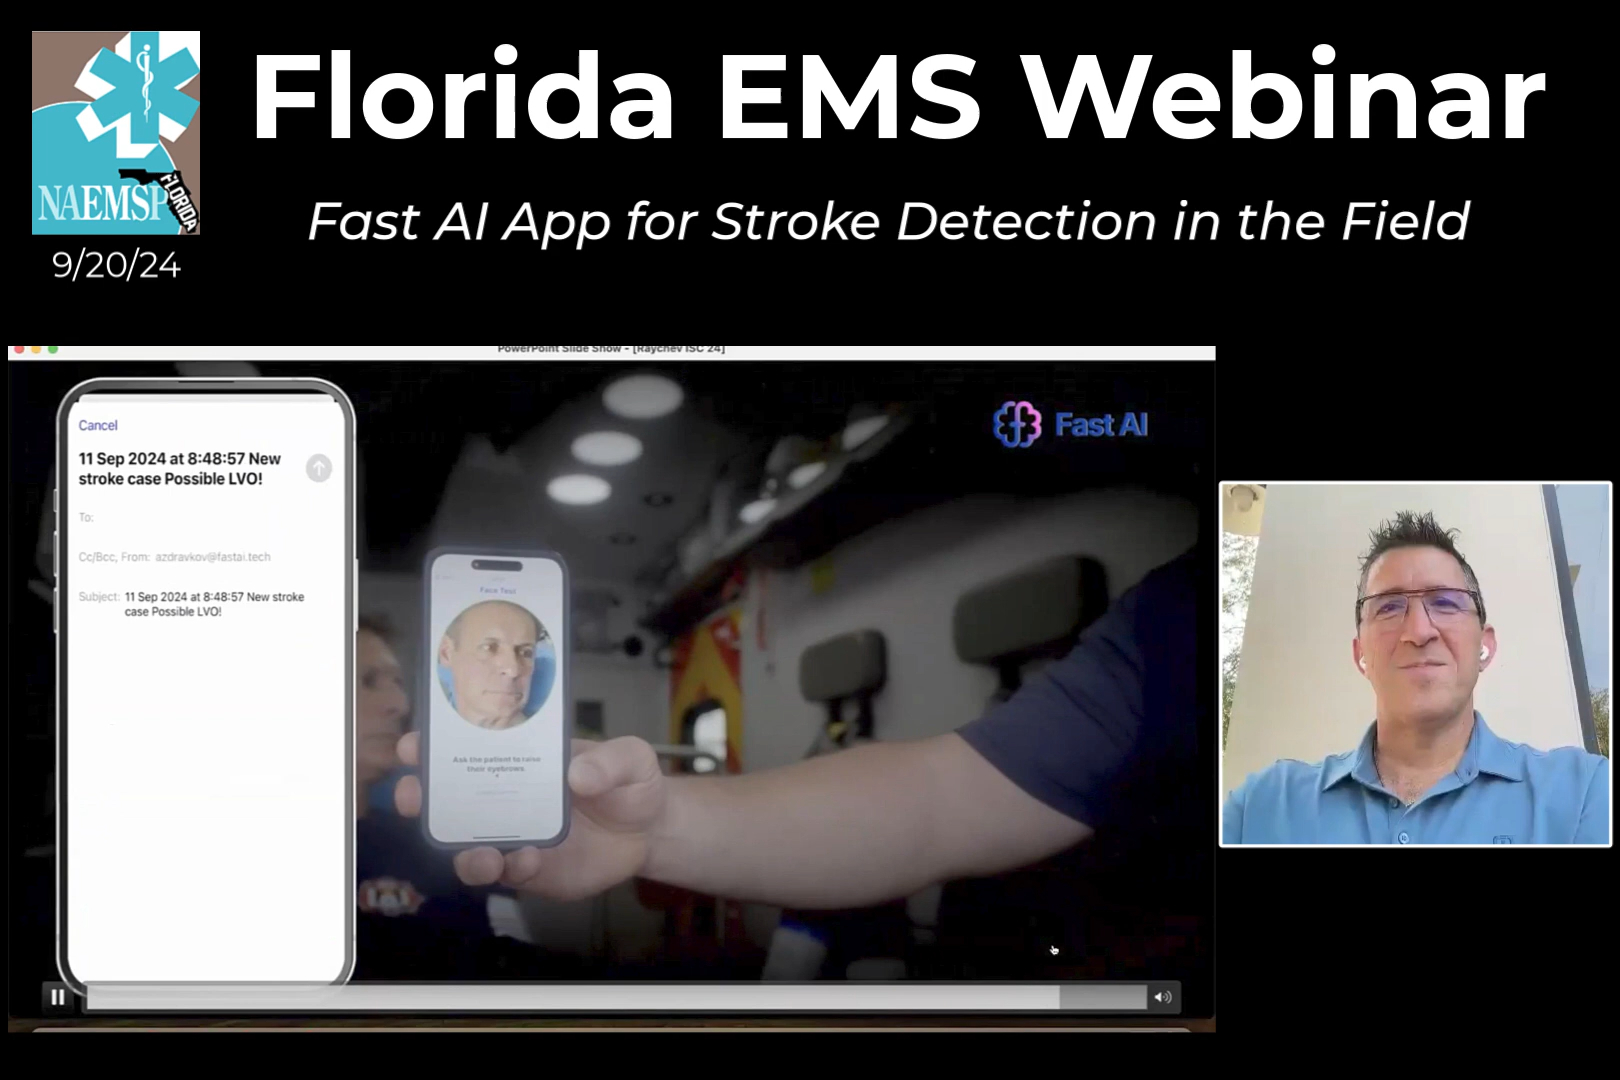 Florida EMS Webinar
NAEMSP
FLORIDA
Fast AI App for Stroke Detection in the Field
9/20/24
PowerPoint Slide Show - [Raychev ISC 24]
Cancel
11 Sep 2024 at 8:48:57 New
stroke case Possible LVO!
To:
Cc/Bcc, From: azdravkov@fastai.tech
Subject: 11 Sep 2024 at 8:48:57 New stroke
case Possible LVO!
Fast AI
Face Test
Ask the patient to raise
their eyebrows.